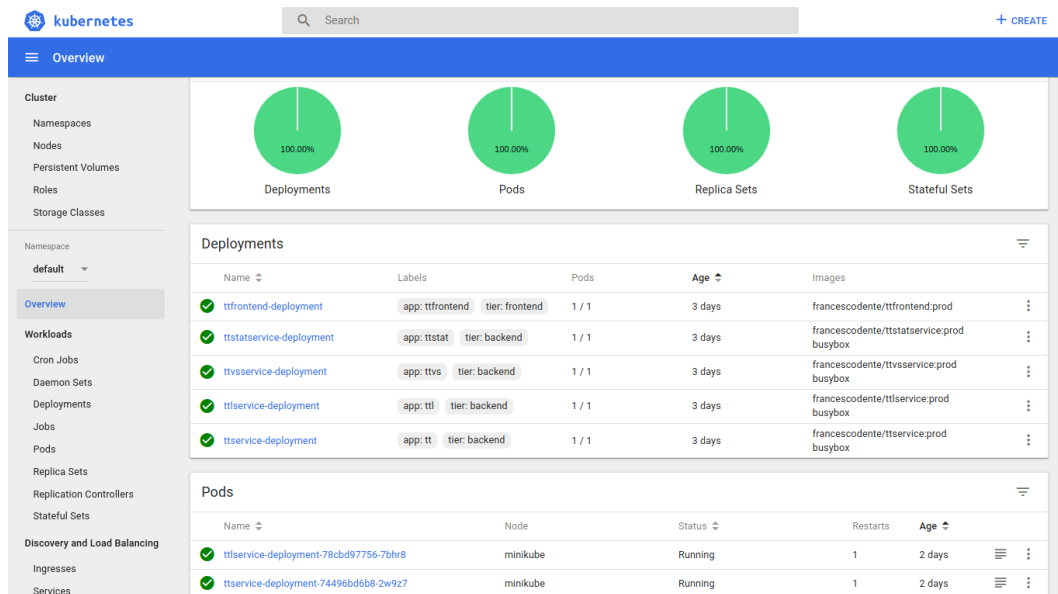 kubernetes
Search
+ CREATE
Overview
Cluster
Namespaces
Nodes
Persistent Volumes
Roles
Storage Classes
Namespace
default
Overview
Workloads
Cron Jobs
Daemon Sets
Deployments
Jobs
Pods
Replica Sets
Replication Controllers
Stateful Sets
Discovery and Load Balancing
Ingresses
Services
100.00% 100.00% 100.00% 100.00%
Deployments Pods Replica Sets Stateful Sets
Deployments
Name Labels Pods Age Images
ttfrontend-deployment app: ttfrontend tier: frontend 1 / 1 3 days francescodente/ttfrontend:prod
ttstatservice-deployment app: ttstat tier: backend 1 / 1 3 days francescodente/ttstatservice:prod
busybox
ttvsservice-deployment app: ttvs tier: backend 1 / 1 3 days francescodente/ttvsservice:prod
busybox
ttlservice-deployment app: ttl tier: backend 1 / 1 3 days francescodente/ttlservice:prod
busybox
ttservice-deployment app: tt tier: backend 1 / 1 3 days francescodente/ttservice:prod
busybox
Pods
Name Node Status Restarts Age
ttlservice-deployment-78cbd97756-7bhr8 minikube Running 1 2 days
ttservice-deployment-74496bd6b8-2w9z7 minikube Running 1 2 days